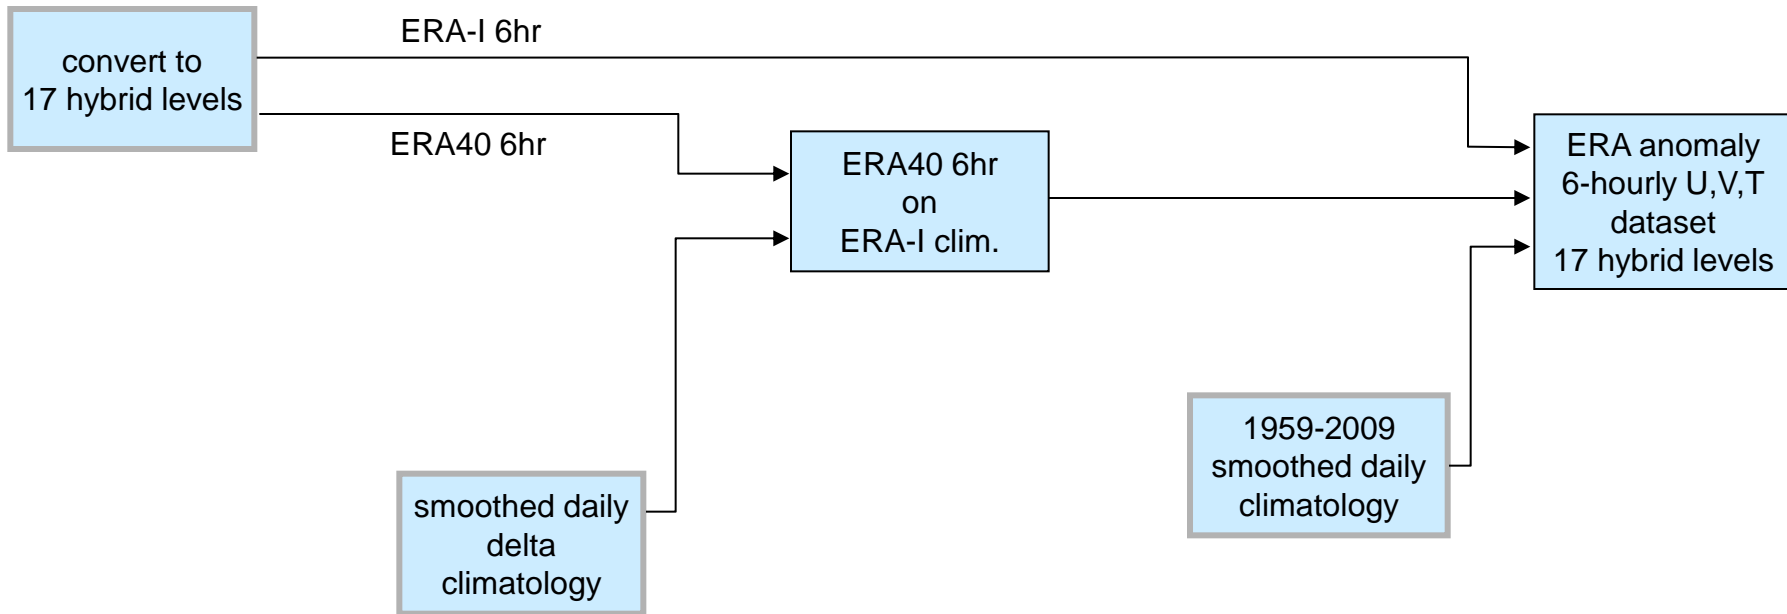 ERA-I 6hr
convert to
17 hybrid levels
ERA40 6hr
ERA40 6hr
on
ERA-I clim.
ERA anomaly
6-hourly U,V,T
dataset
17 hybrid levels
smoothed daily
delta
climatology
1959-2009
smoothed daily
climatology